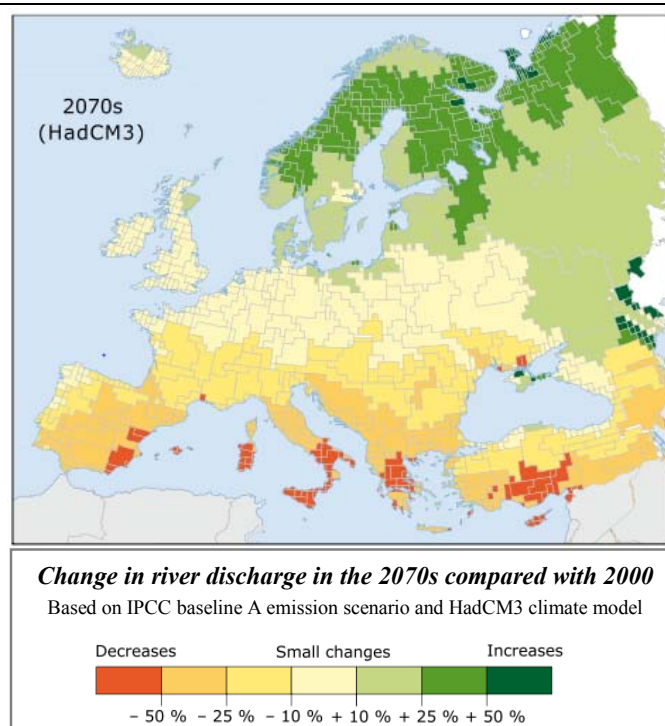 2070s
(HadCM3)
Change in river discharge in the 2070s compared with 2000
Based on IPCC baseline A emission scenario and HadCM3 climate model
Decreases Small changes Increases
– 50 % – 25 % – 10 % + 10 % + 25 % + 50 %